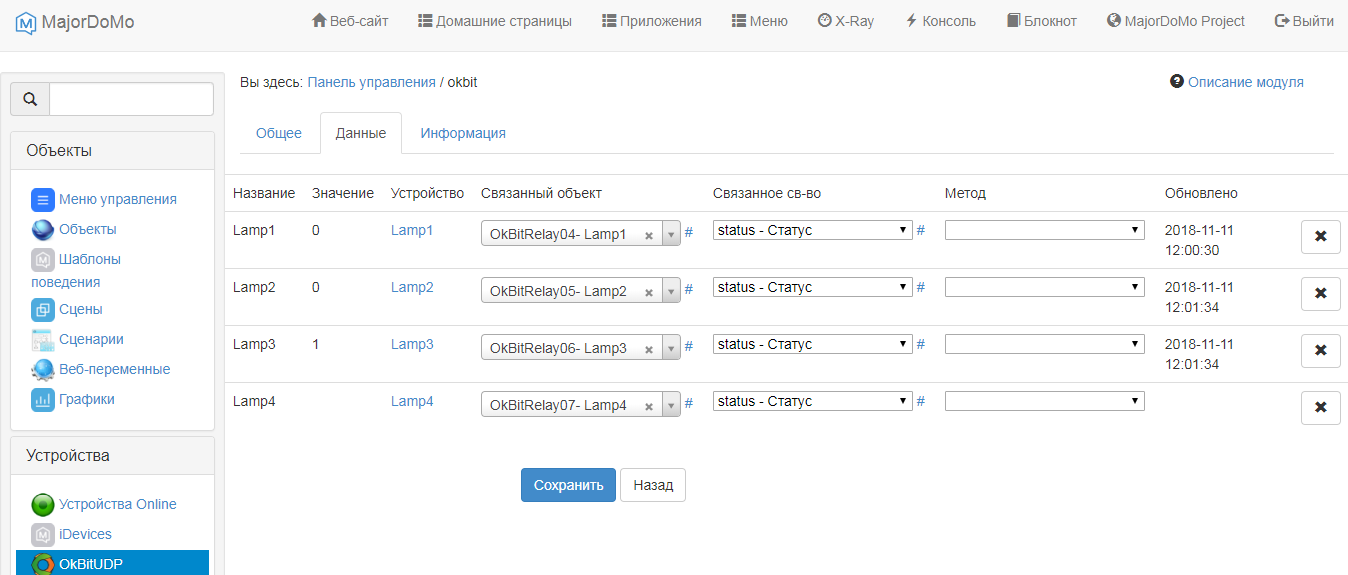 MajorDoMo Веб-сайт Домашние страницы Приложения Меню X-Ray Консоль Блокнот MajorDoMo Project Выйти
Объекты
Меню управления
Объекты
Шаблоны
поведения
Сцены
Сценарии
Веб-переменные
Графики
Устройства
Устройства Online
iDevices
OkBitUDP
Вы здесь: Панель управления / okbit Описание модуля
Общее Данные Информация
Название Значение Устройство Связанный объект Связанное св-во Метод Обновлено
Lamp1 0 Lamp1 OkBitRelay04- Lamp1 × # status - Статус # 2018-11-11
12:00:30
Lamp2 0 Lamp2 OkBitRelay05- Lamp2 × # status - Статус # 2018-11-11
12:01:34
Lamp3 1 Lamp3 OkBitRelay06- Lamp3 × # status - Статус # 2018-11-11
12:01:34
Lamp4 Lamp4 OkBitRelay07- Lamp4 × # status - Статус #
Сохранить Назад